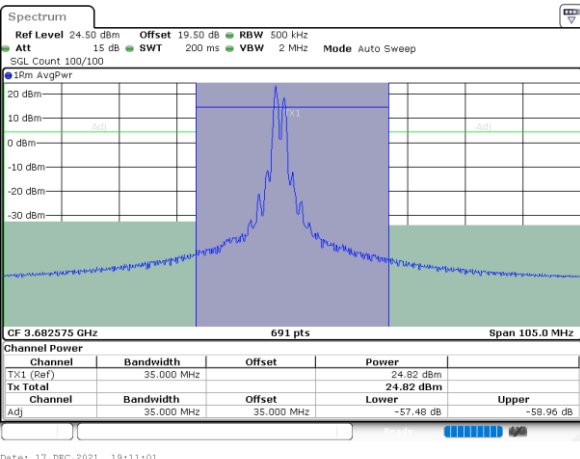 Spectrum
Ref Level 24.50 dBm Offset 19.50 dB RBW 500 kHz
Att 15 dB SWT 200 ms VBW 2 MHz Mode Auto Sweep
SGL Count 100/100
1Rm AvgPwr
20 dBm
TX1
10 dBm
Adj Adj
0 dBm
-10 dBm
-20 dBm
-30 dBm
CF 3.682575 GHz 691 pts Span 105.0 MHz
Channel Power
Channel Bandwidth Offset Power
TX1 (Ref) 35.000 MHz 24.82 dBm
Tx Total 24.82 dBm
Channel Bandwidth Offset Lower Upper
Adj 35.000 MHz 35.000 MHz -57.48 dB -58.96 dB
Ready
Date: 17.DEC.2021 19:11:01